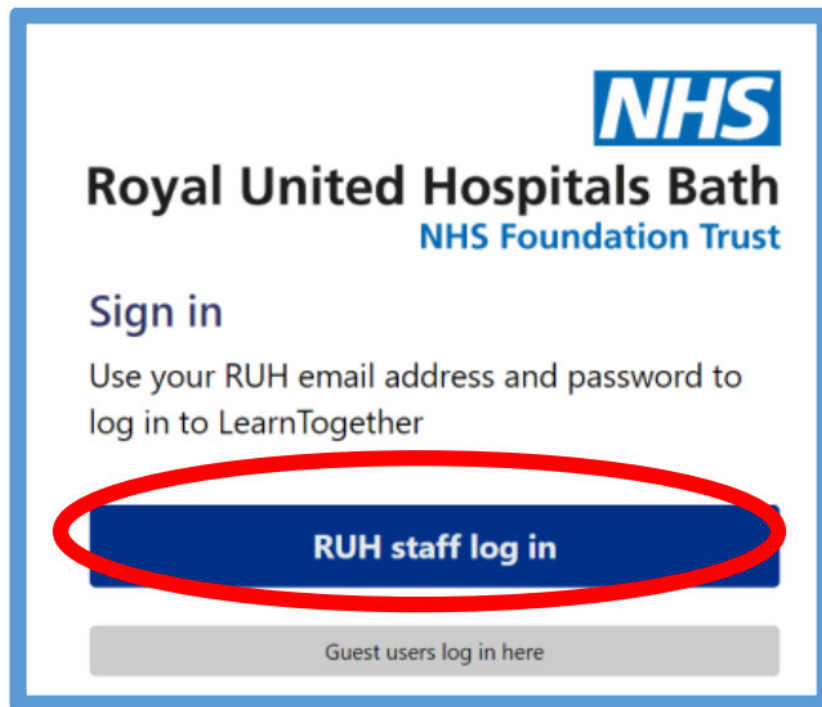 NHS
Royal United Hospitals Bath
NHS Foundation Trust
Sign in
Use your RUH email address and password to
log in to LearnTogether
RUH staff log in
Guest users log in here